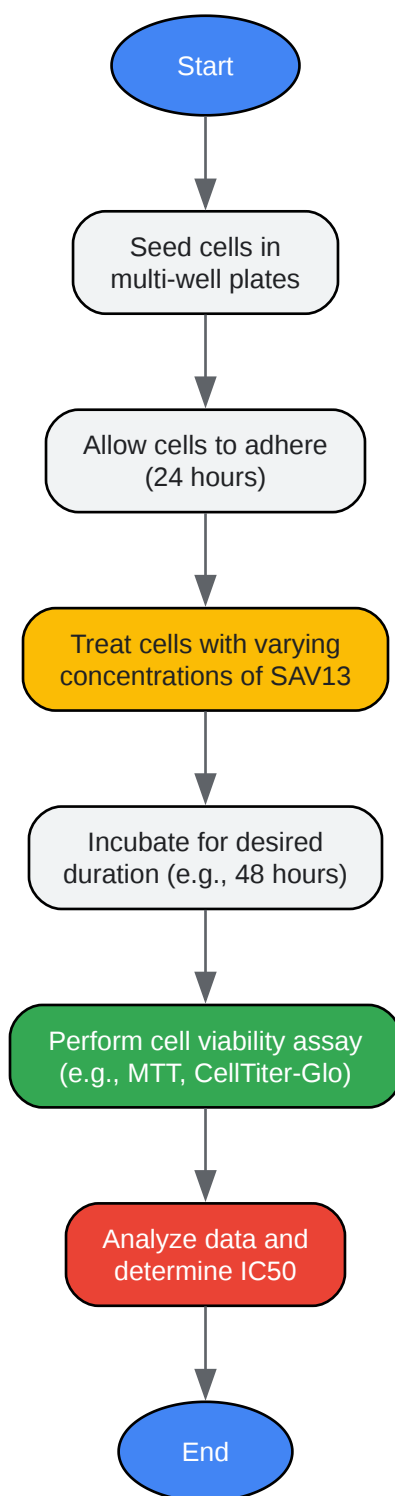 Start
Seed cells in
multi-well plates
Allow cells to adhere
(24 hours)
Treat cells with varying
concentrations of SAV13
Incubate for desired
duration (e.g., 48 hours)
Perform cell viability assay
(e.g., MTT, CellTiter-Glo)
Analyze data and
determine IC50
End